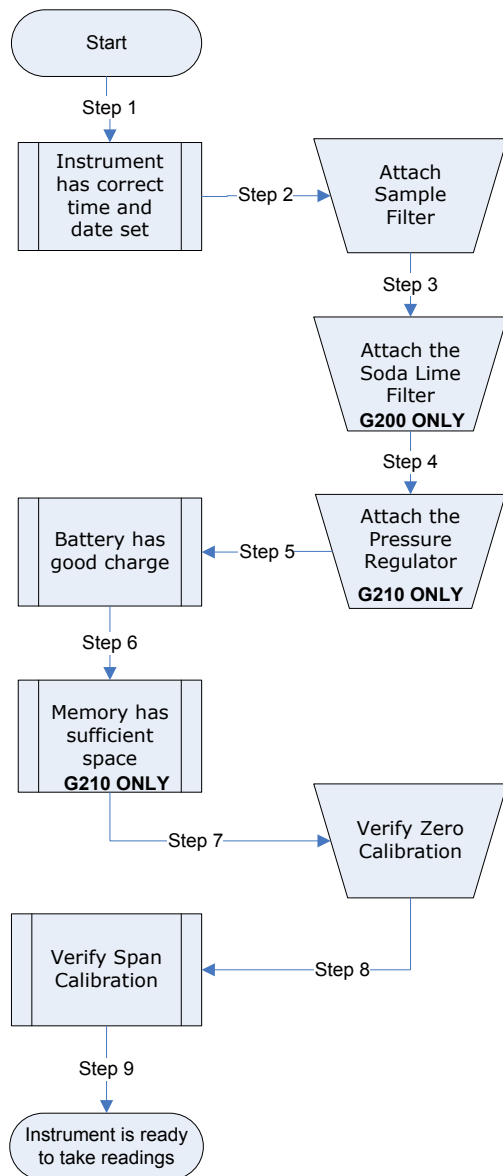 Start
Step 1
Instrument
has correct
time and
date set
Step 2
Attach
Sample
Filter
Step 3
Attach the
Soda Lime
Filter
G200 ONLY
Step 4
Attach the
Pressure
Regulator
G210 ONLY
Step 5
Battery has
good charge
Step 6
Memory has
sufficient
space
G210 ONLY
Step 7
Verify Zero
Calibration
Step 8
Verify Span
Calibration
Step 9
Instrument is ready
to take readings